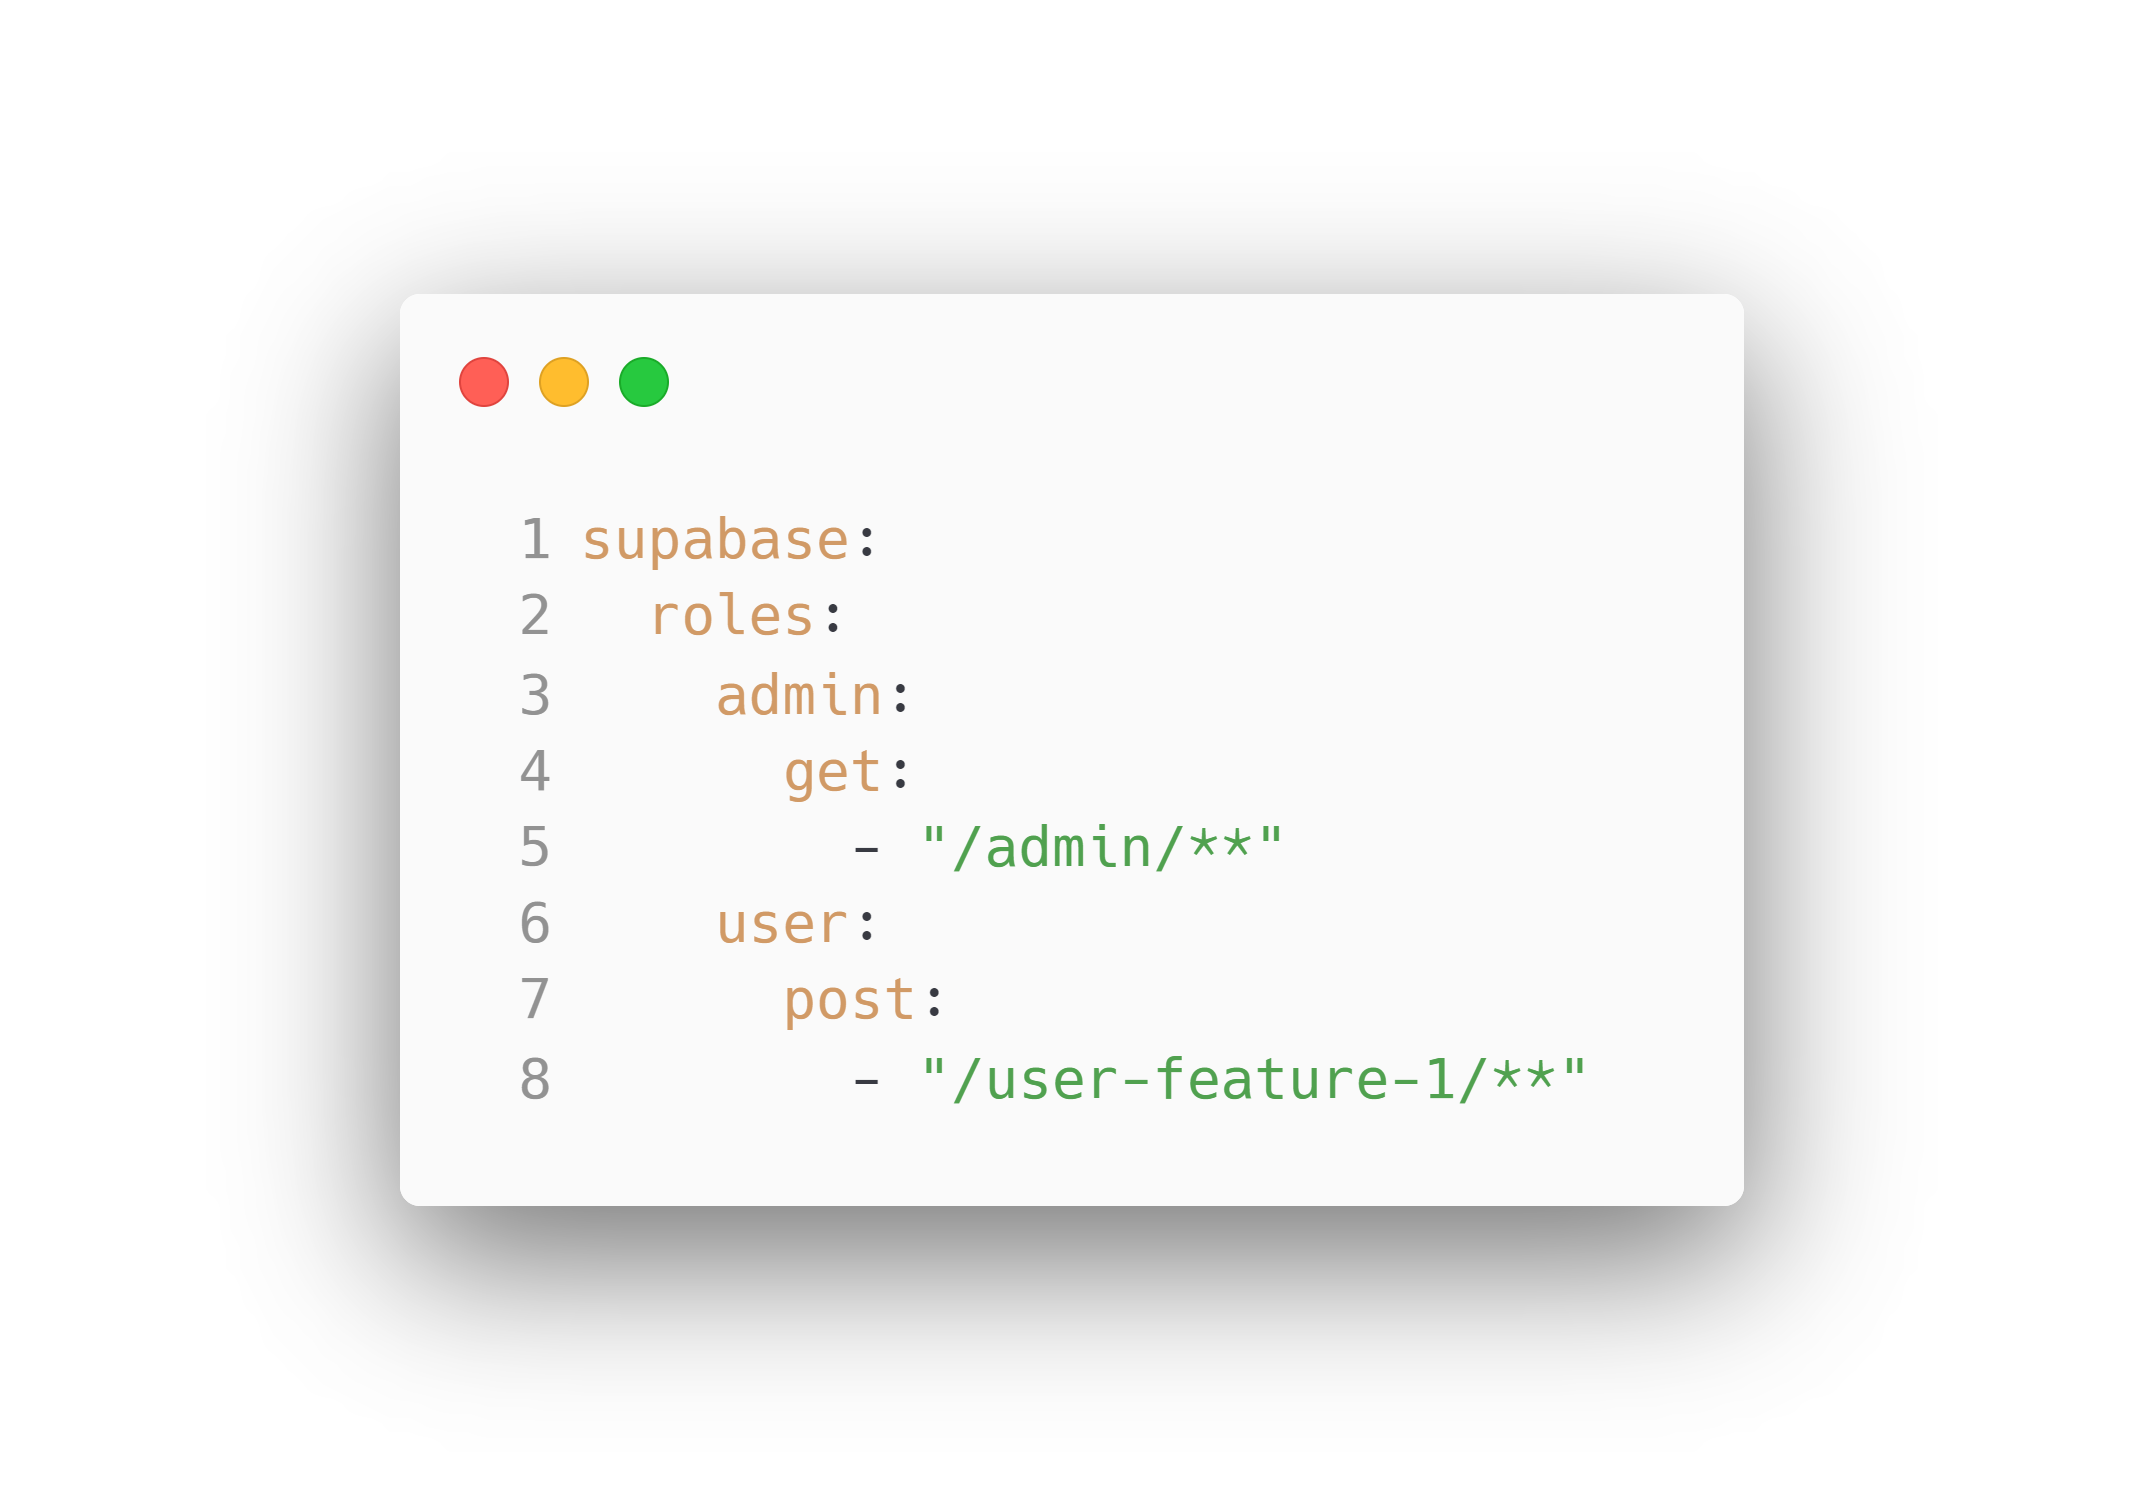 1 supabase:
2   roles:
3     admin:
4       get:
5         - "/admin/**"
6     user:
7       post:
8         - "/user-feature-1/**"